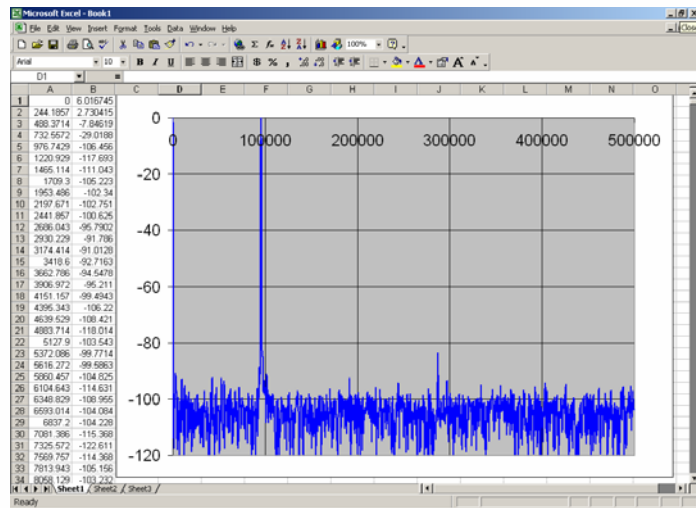 Microsoft Excel - Book1
File Edit View Insert Format Tools Data Window Help
Close
100%
Arial 10 B I U $ % ,
D1 =
A B C D E F G H I J K L M N O
1 0 6.016745
2 244.1857 2.730415
3 488.3714 -7.84619
4 732.5572 -29.0188
5 976.7429 -106.456
6 1220.929 -117.693
7 1465.114 -111.043
8 1709.3 -105.223
9 1953.486 -102.34
10 2197.671 -102.751
11 2441.857 -100.625
12 2686.043 -95.7902
13 2930.229 -91.786
14 3174.414 -91.0128
15 3418.6 -92.7163
16 3662.786 -94.5478
17 3906.972 -95.211
18 4151.157 -99.4943
19 4395.343 -106.22
20 4639.529 -108.421
21 4883.714 -118.014
22 5127.9 -103.543
23 5372.086 -99.7714
24 5616.272 -99.5863
25 5860.457 -104.825
26 6104.643 -114.631
27 6348.829 -108.955
28 6593.014 -104.084
29 6837.2 -104.228
30 7081.386 -115.368
31 7325.572 -122.611
32 7569.757 -114.368
33 7813.943 -105.156
34 8058.129 -103.232
0
0 100000 200000 300000 400000 500000
-20
-40
-60
-80
-100
-120
Sheet1 Sheet2 Sheet3
Ready